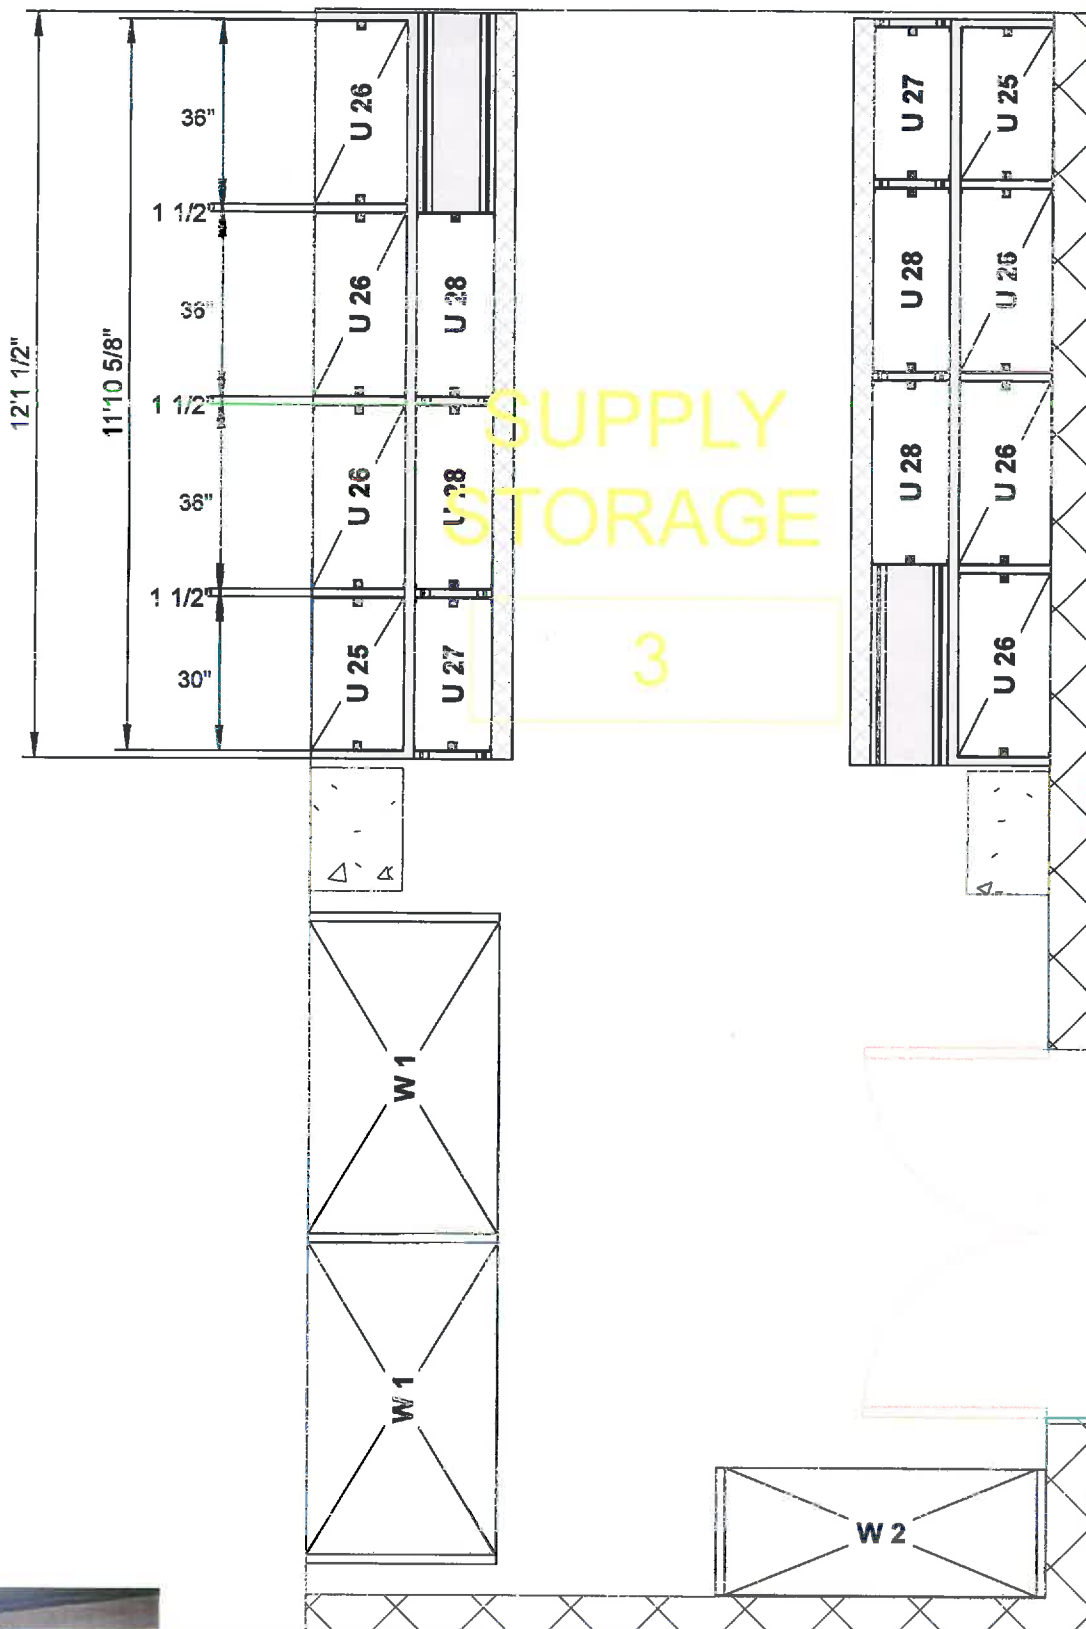 12'1 1/2"
11'10 5/8"
36"
1 1/2"
36"
1 1/2"
36"
1 1/2"
30"
U 26
U 26
U 26
U 25
U 28
U 28
U 27
SUPPLY
STORAGE
3
U 27
U 28
U 28
U 25
U 26
U 26
U 26
W 1
W 1
W 2